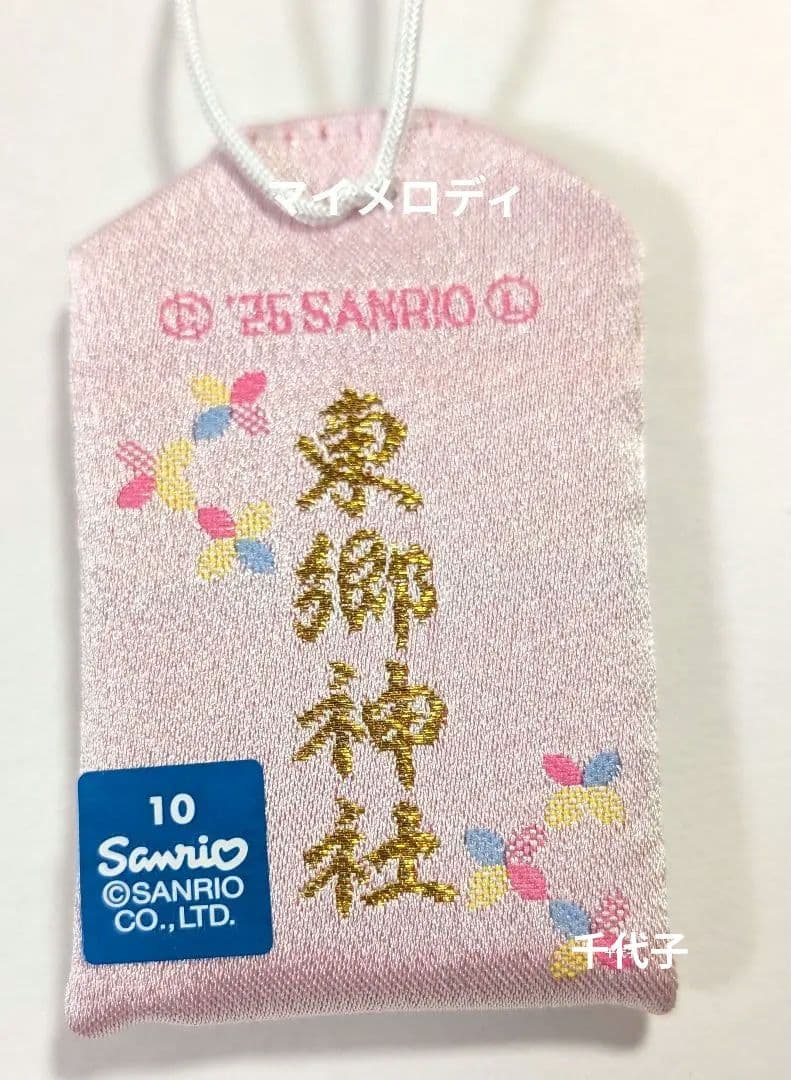 マイメロディ
Ⓡ '25 SANRIO Ⓛ
東郷神社
10
Sanrio
©SANRIO
CO.,LTD.
千代子